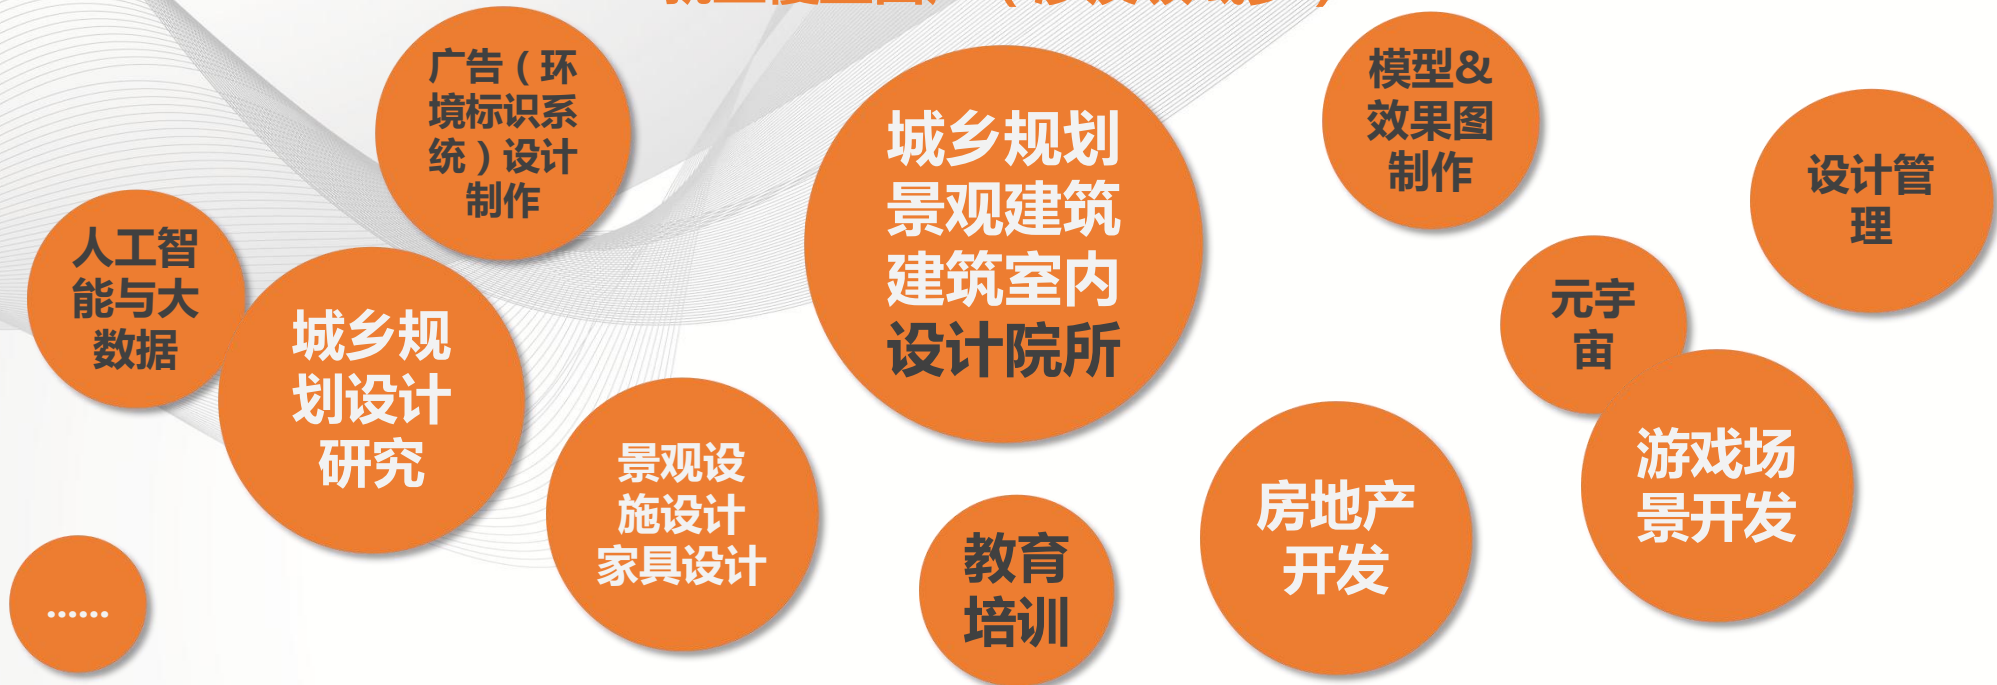 广告（环
境标识系
统）设计
制作
城乡规划
景观建筑
建筑室内
设计院所
模型&
效果图
制作
设计管
理
人工智
能与大
数据
城乡规
划设计
研究
元宇
宙
景观设
施设计
家具设计
教育
培训
房地产
开发
游戏场
景开发
······